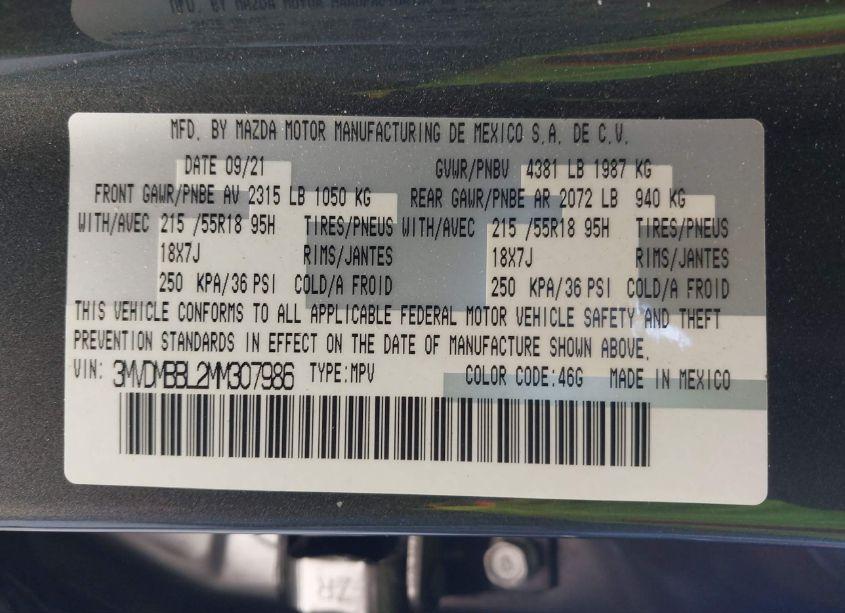 MFD. BY MAZDA MOTOR MANUFACTURING DE MEXICO S.A. DE C.V.
DATE 09/21 GVWR/PNBV 4381 LB 1987 KG
FRONT GAWR/PNBE AV 2315 LB 1050 KG REAR GAWR/PNBE AR 2072 LB 940 KG
WITH/AVEC 215 /55R18 95H TIRES/PNEUS WITH/AVEC 215 /55R18 95H TIRES/PNEUS
18X7J RIMS/JANTES 18X7J RIMS/JANTES
250 KPA/36 PSI COLD/A FROID 250 KPA/36 PSI COLD/A FROID
THIS VEHICLE CONFORMS TO ALL APPLICABLE FEDERAL MOTOR VEHICLE SAFETY AND THEFT
PREVENTION STANDARDS IN EFFECT ON THE DATE OF MANUFACTURE SHOWN ABOVE.
VIN: 3MVDMBBL2MM307986 TYPE:MPV COLOR CODE:46G MADE IN MEXICO
ZR